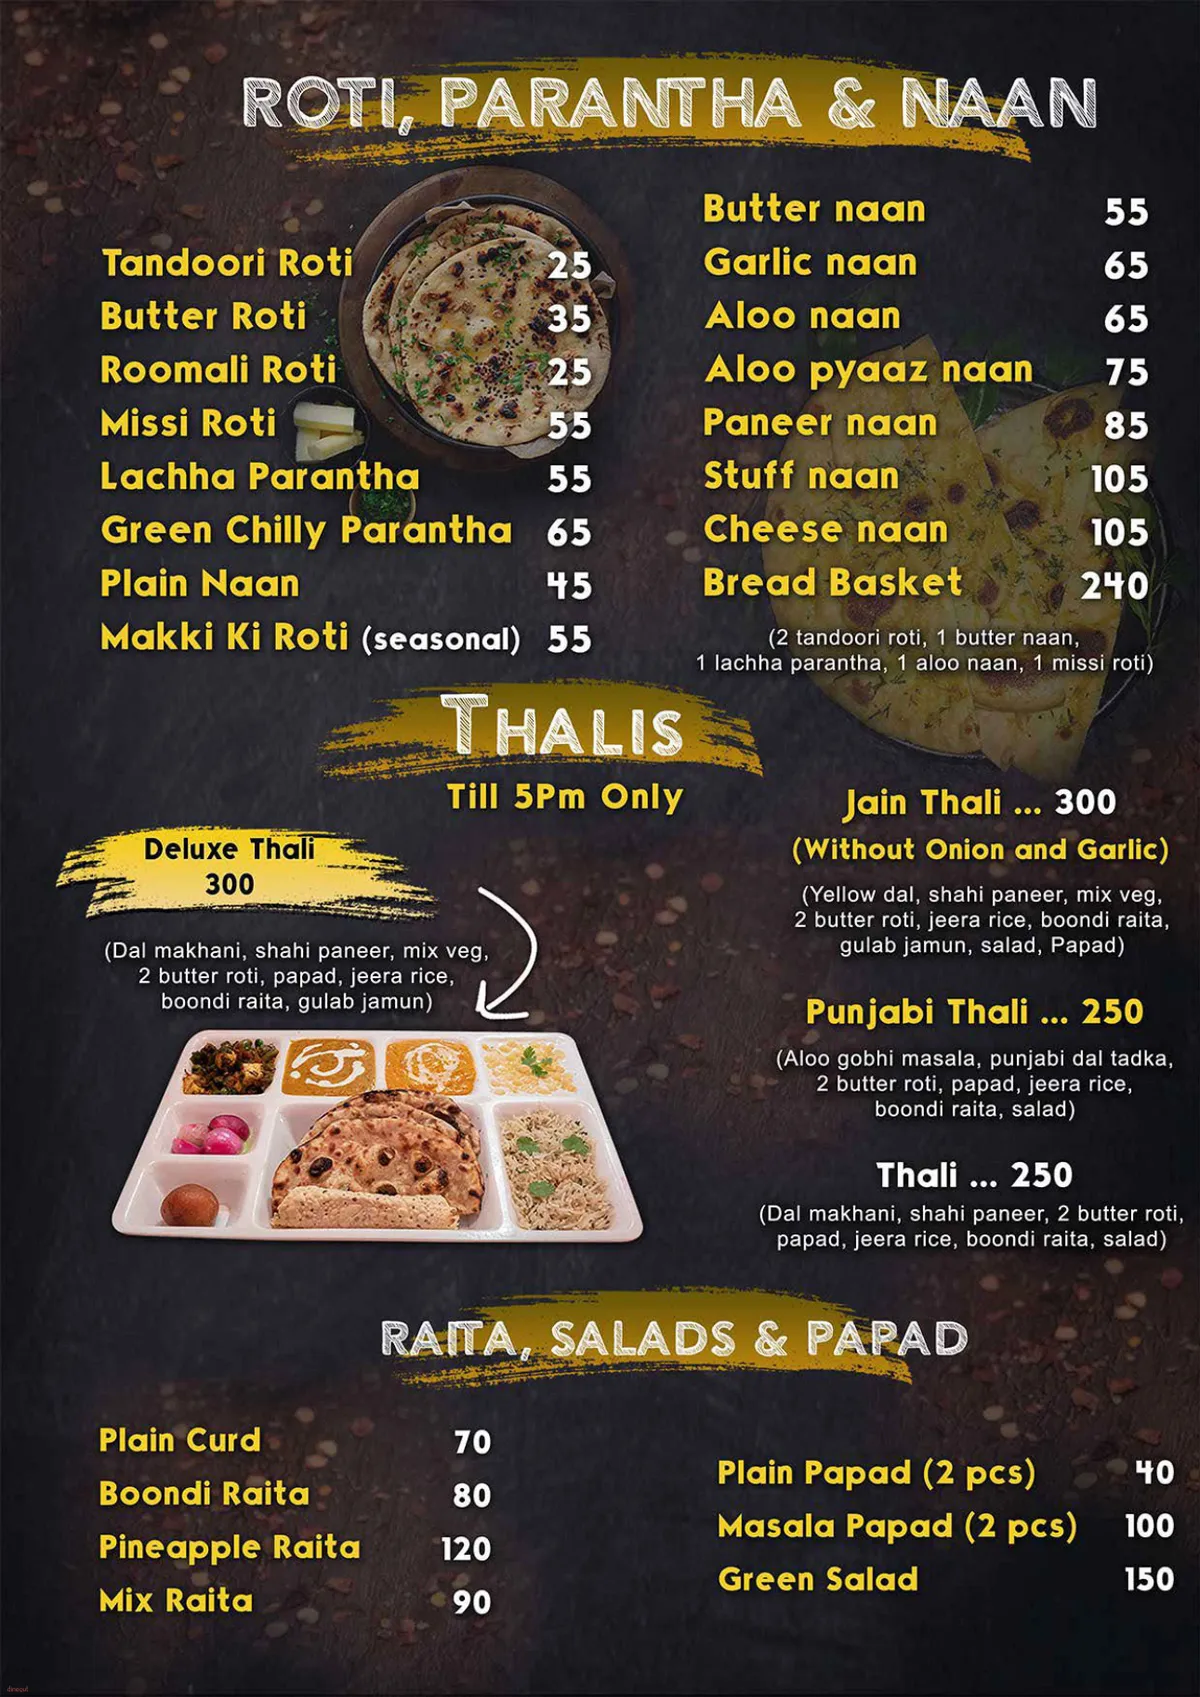 ROTI, PARANTHA & NAAN
Tandoori Roti 25
Butter Roti 35
Roomali Roti 25
Missi Roti 55
Lachha Parantha 55
Green Chilly Parantha 65
Plain Naan 45
Makki Ki Roti (seasonal) 55
Butter naan 55
Garlic naan 65
Aloo naan 65
Aloo pyaaz naan 75
Paneer naan 85
Stuff naan 105
Cheese naan 105
Bread Basket 240
(2 tandoori roti, 1 butter naan,
1 lachha parantha, 1 aloo naan, 1 missi roti)
THALIS
Till 5Pm Only
Deluxe Thali
300
(Dal makhani, shahi paneer, mix veg,
2 butter roti, papad, jeera rice,
boondi raita, gulab jamun)
Jain Thali ... 300
(Without Onion and Garlic)
(Yellow dal, shahi paneer, mix veg,
2 butter roti, jeera rice, boondi raita,
gulab jamun, salad, Papad)
Punjabi Thali ... 250
(Aloo gobhi masala, punjabi dal tadka,
2 butter roti, papad, jeera rice,
boondi raita, salad)
Thali ... 250
(Dal makhani, shahi paneer, 2 butter roti,
papad, jeera rice, boondi raita, salad)
RAITA, SALADS & PAPAD
Plain Curd 70
Boondi Raita 80
Pineapple Raita 120
Mix Raita 90
Plain Papad (2 pcs) 40
Masala Papad (2 pcs) 100
Green Salad 150